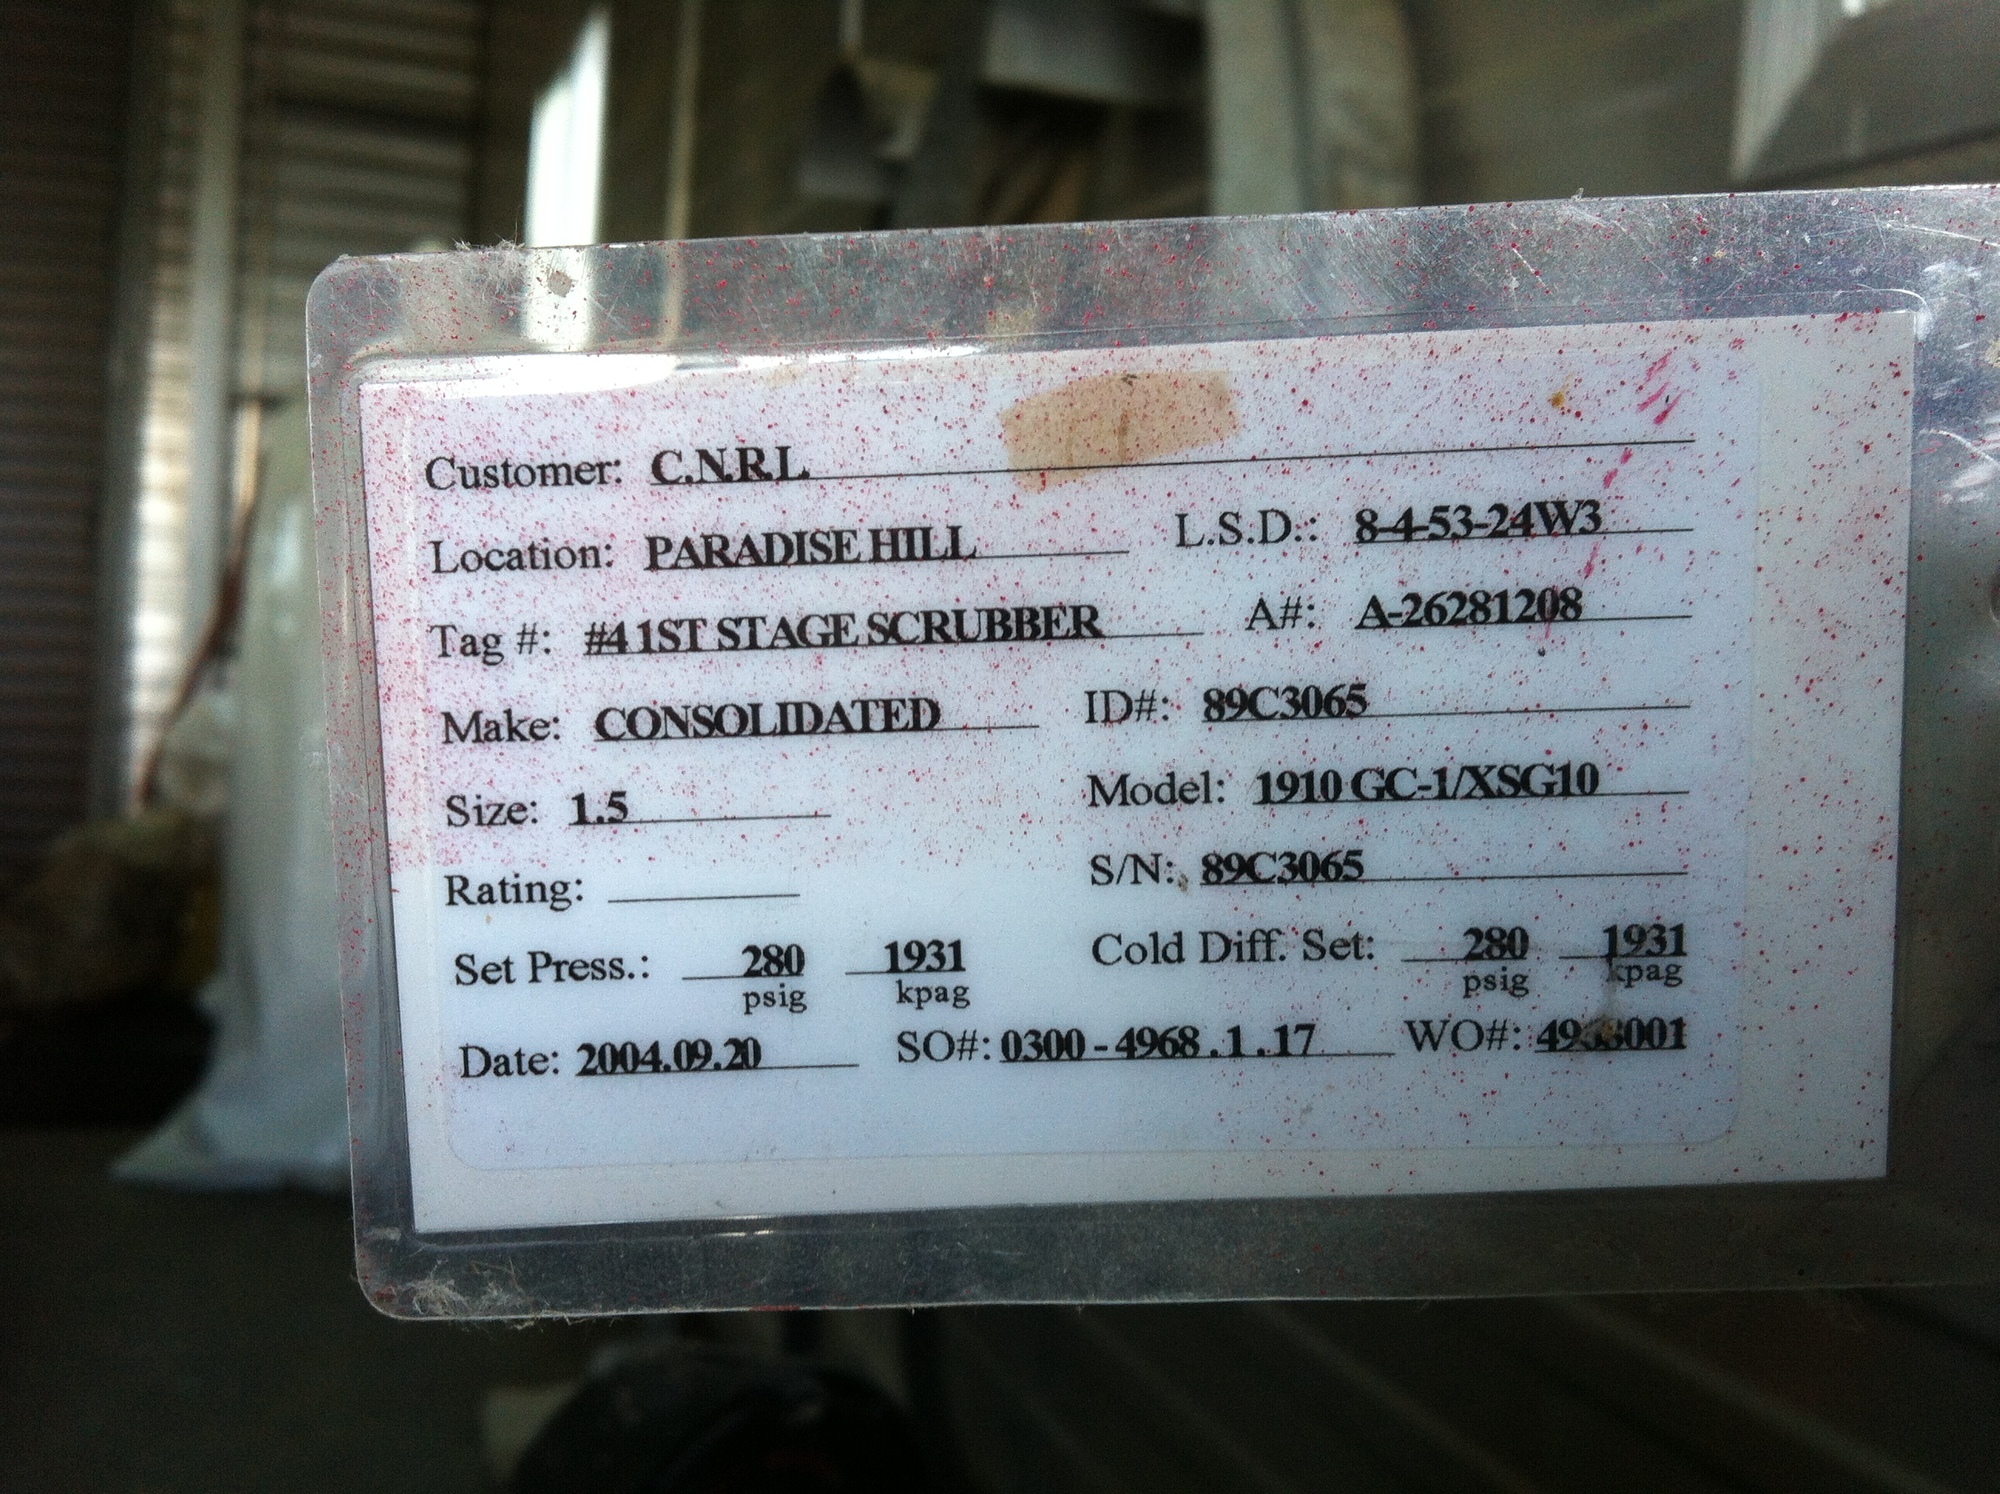 Customer: C.N.R.L
Location: PARADISE HILL L.S.D.: 8-4-53-24W3
Tag #: #4 1ST STAGE SCRUBBER A#: A-26281208
Make: CONSOLIDATED ID#: 89C3065
Size: 1.5 Model: 1910 GC-1/XSG10
Rating: S/N: 89C3065
Set Press.: 280 1931 Cold Diff. Set: 280 1931
psig kpag psig kpag
Date: 2004.09.20 SO#: 0300 - 4968 . 1 . 17 WO#: